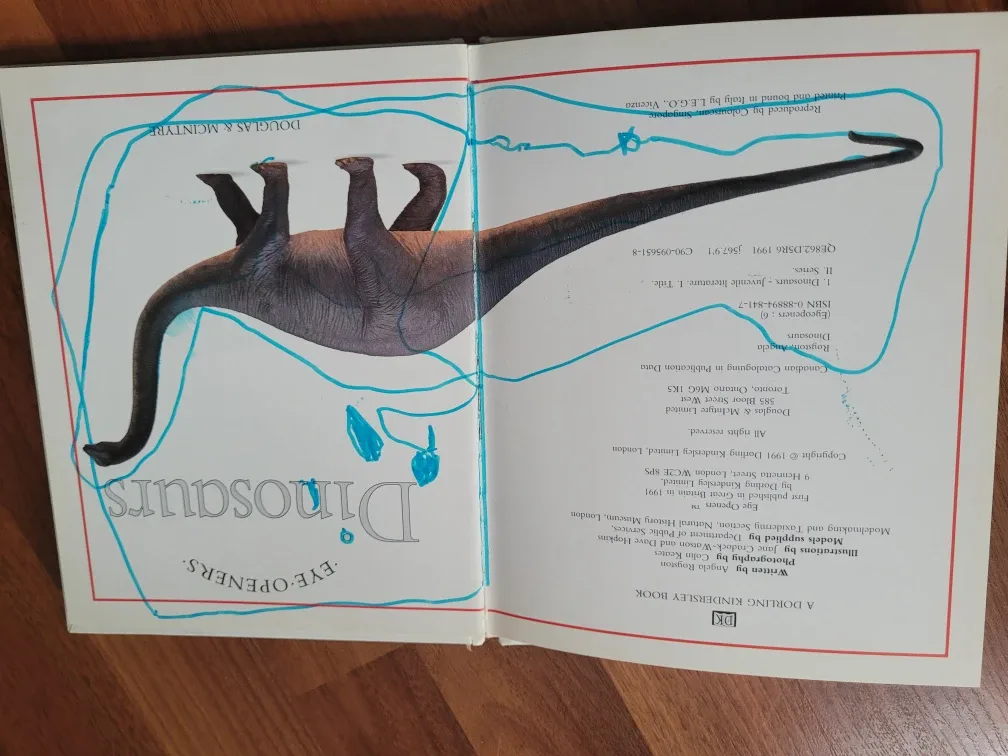 DK
A DORLING KINDERSLEY BOOK
Written by Angela Royston
Photography by Colin Keates
Illustrations by Jane Cradock-Watson and Dave Hopkins
Models supplied by Department of Public Services,
Modelmaking and Taxidermy Section, Natural History Museum, London
Eye Openers ™
First published in Great Britain in 1991
by Dorling Kindersley Limited,
9 Henrietta Street, London WC2E 8PS
Copyright © 1991 Dorling Kindersley Limited, London
All rights reserved.
Douglas & McIntyre Limited
585 Bloor Street West
Toronto, Ontario M6G 1K5
Canadian Cataloguing in Publication Data
Royston, Angela
Dinosaurs
(Eyeopeners ; 6)
ISBN 0-88894-841-7
1. Dinosaurs - Juvenile literature I. Title.
II. Series.
QE862.D5R6 1991 j567.9'1 C90-095651-8
Reproduced by Colourscan, Singapore
Printed and bound in Italy by L.E.G.O., Vicenza
·EYE·OPENERS·
Dinosaurs
DOUGLAS & MCINTYRE